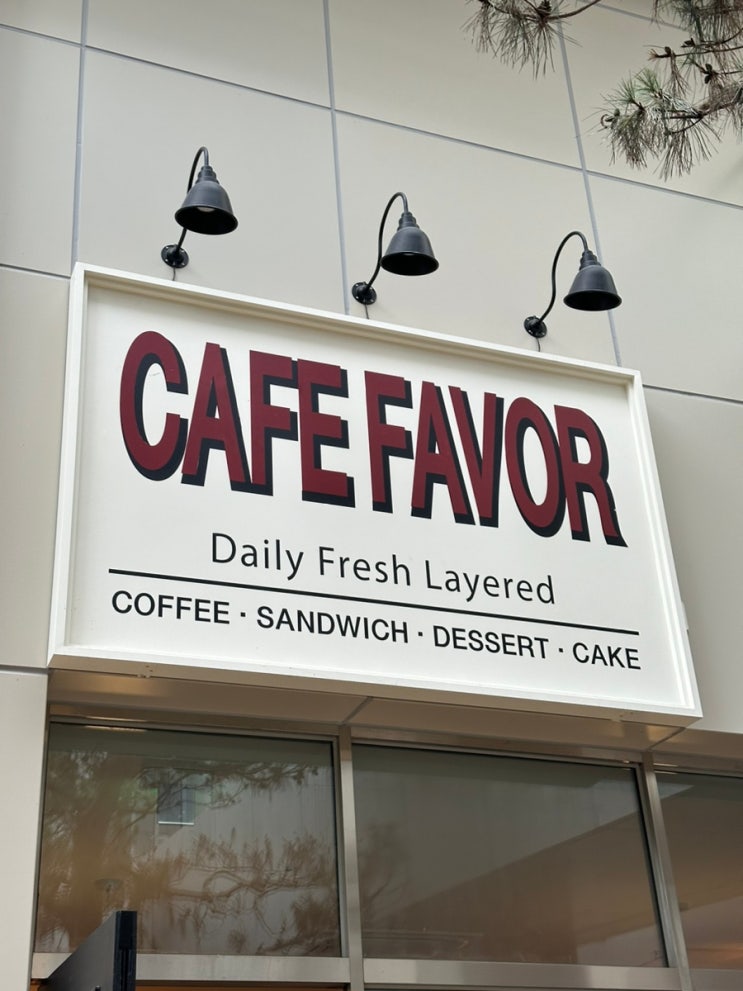 CAFE FAVOR
Daily Fresh Layered
COFFEE · SANDWICH · DESSERT · CAKE